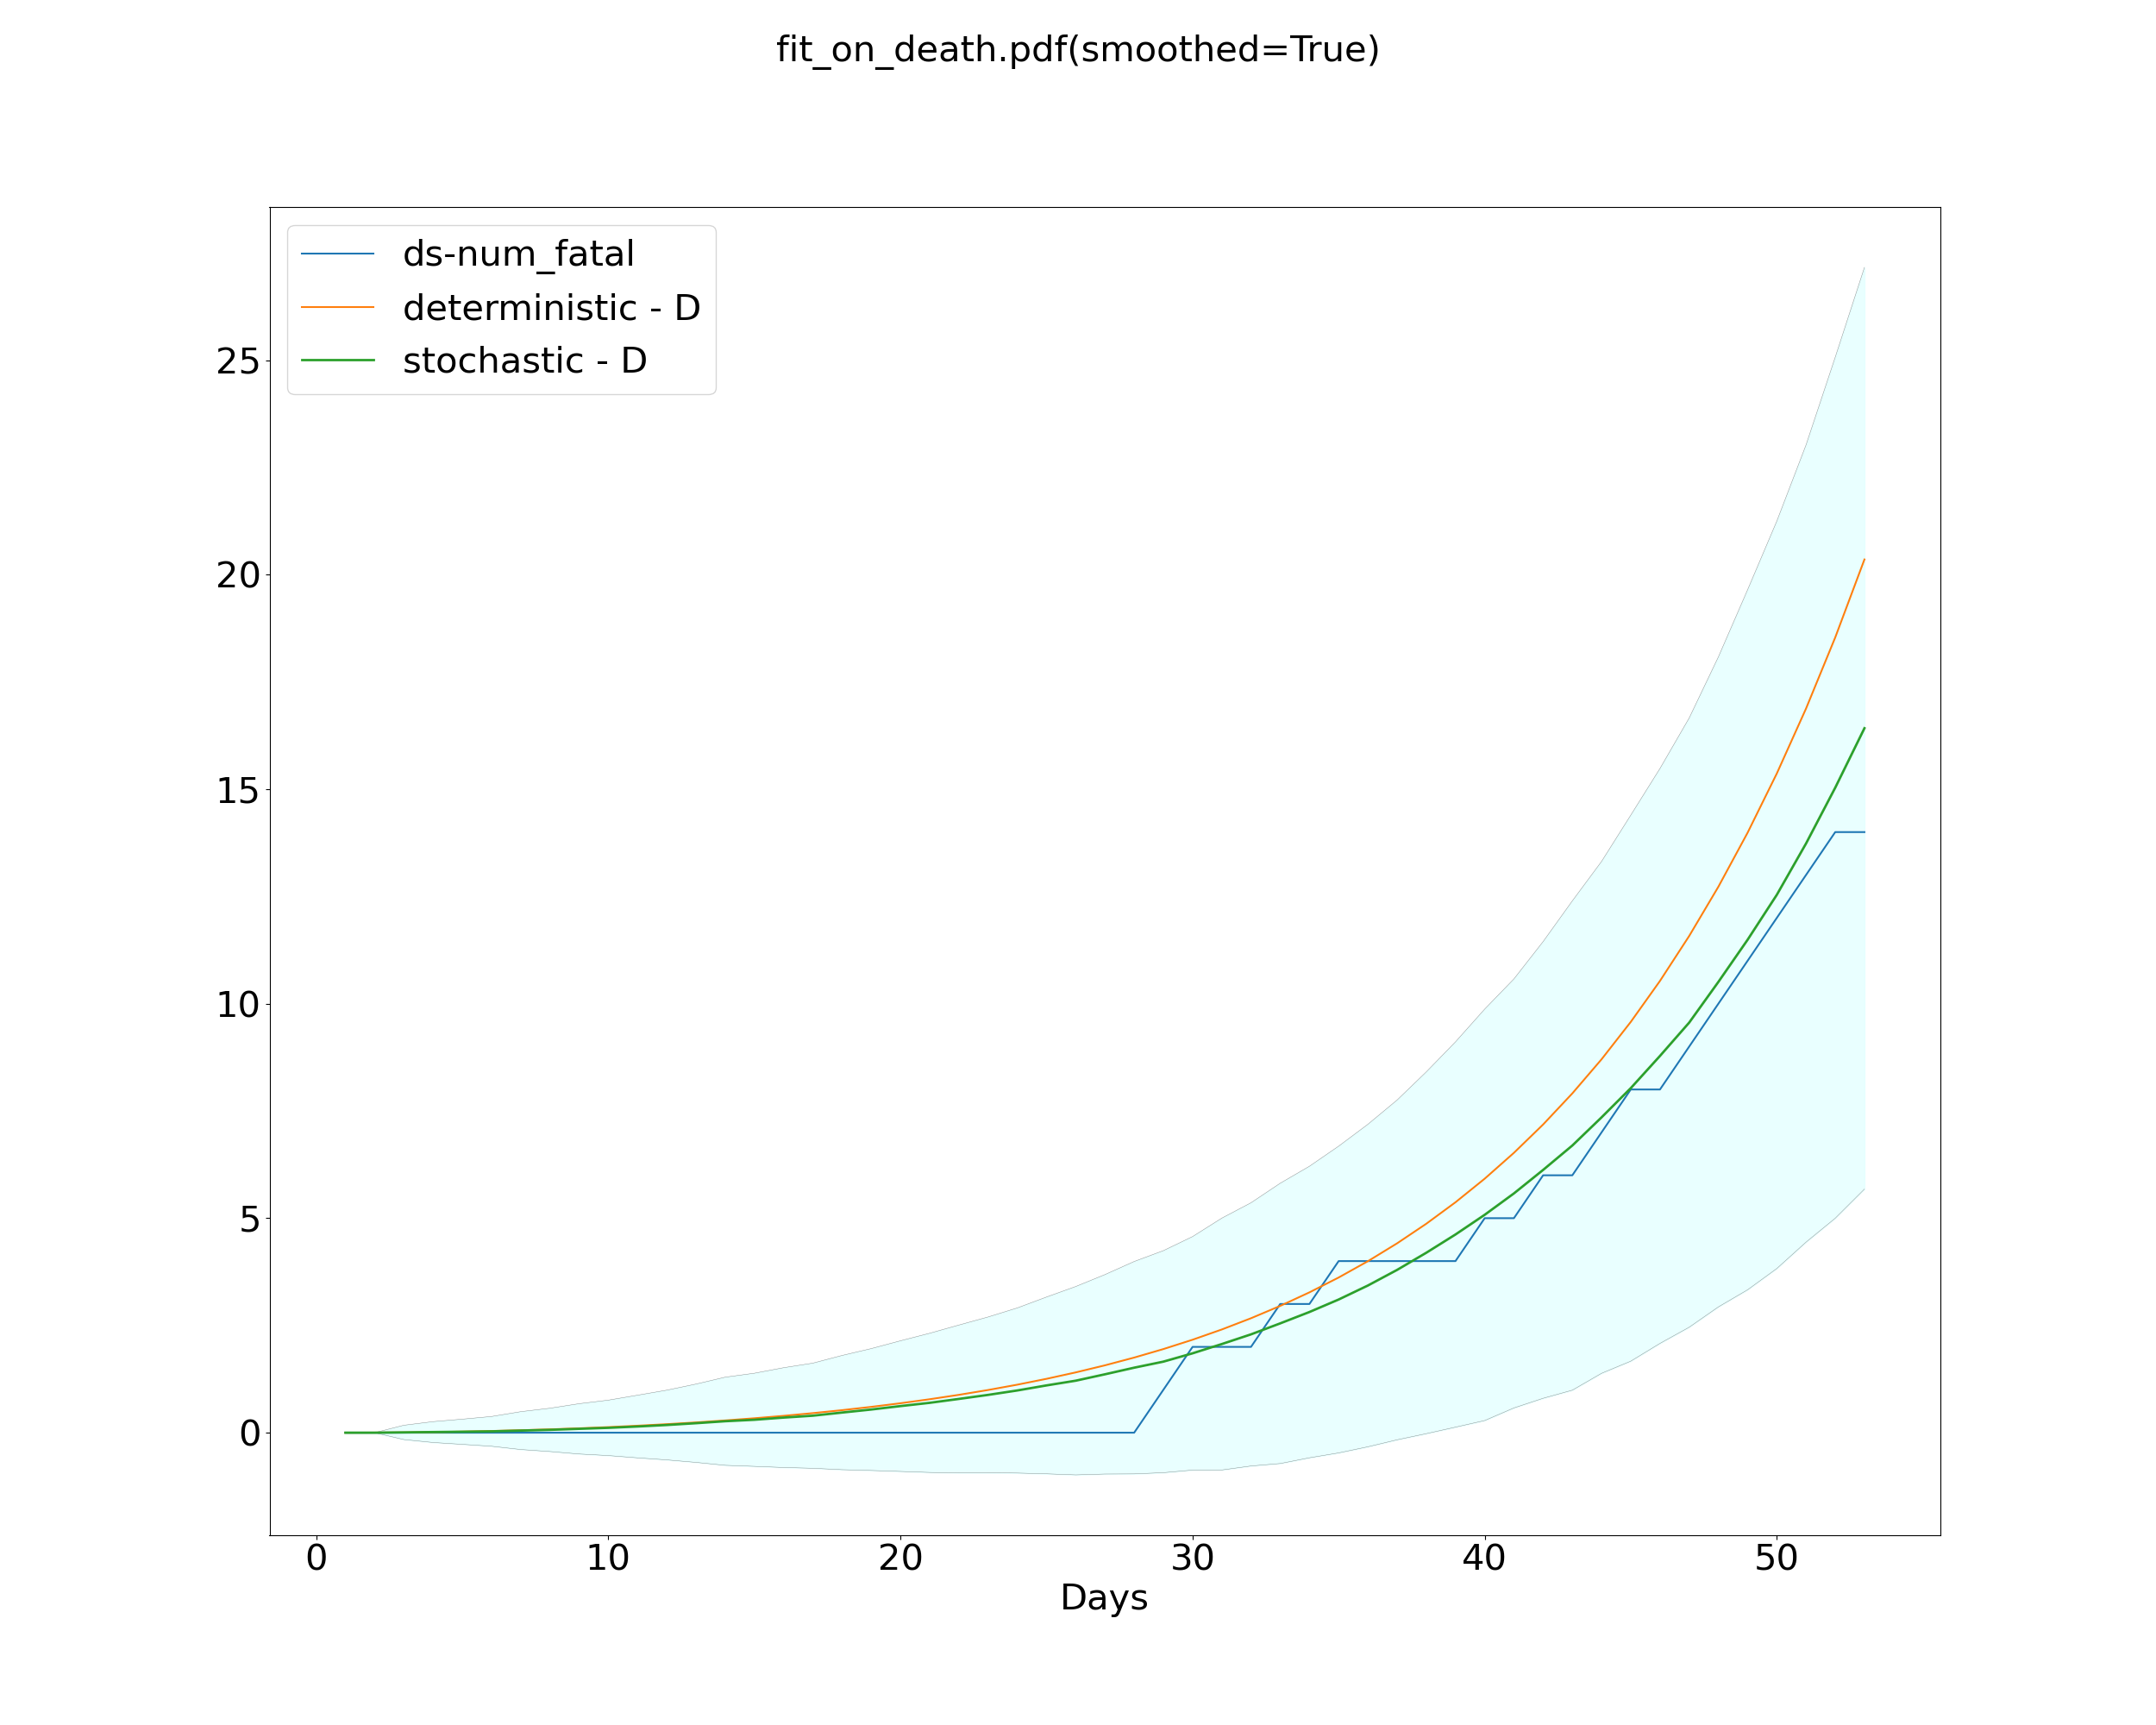 fit_on_death.pdf(smoothed=True)
ds-num_fatal
deterministic - D
stochastic - D
25
20
15
10
5
0
0 10 20 30 40 50
Days